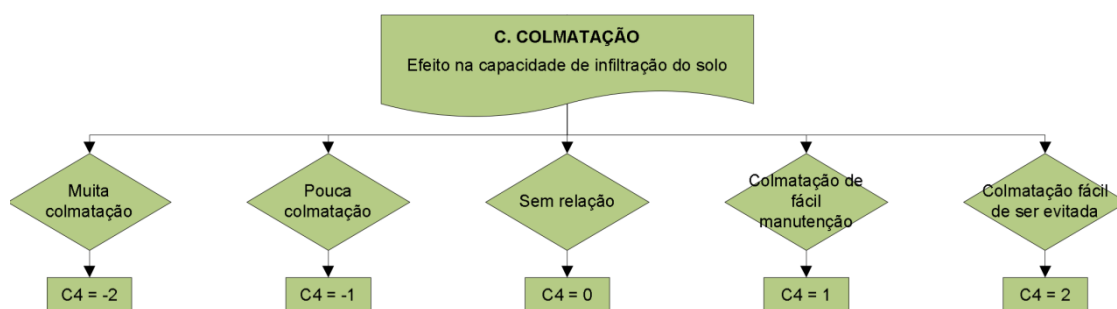 C. COLMATAÇÃO
Efeito na capacidade de infiltração do solo
Muita
colmatação
Pouca
colmatação
Sem relação
Colmatação de
fácil
manutenção
Colmatação fácil
de ser evitada
C4 = -2
C4 = -1
C4 = 0
C4 = 1
C4 = 2